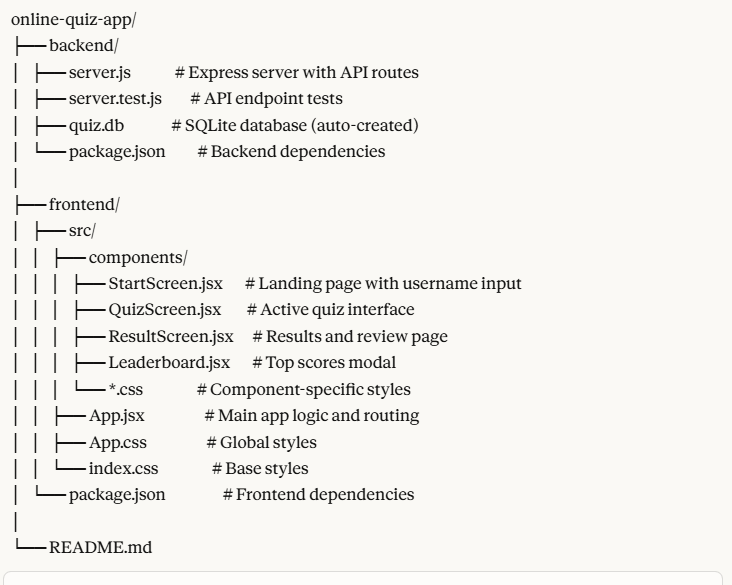 online-quiz-app/
├── backend/
│ ├── server.js # Express server with API routes
│ ├── server.test.js # API endpoint tests
│ ├── quiz.db # SQLite database (auto-created)
│ └── package.json # Backend dependencies
│
├── frontend/
│ ├── src/
│ │ ├── components/
│ │ │ ├── StartScreen.jsx # Landing page with username input
│ │ │ ├── QuizScreen.jsx # Active quiz interface
│ │ │ ├── ResultScreen.jsx # Results and review page
│ │ │ ├── Leaderboard.jsx # Top scores modal
│ │ │ └── *.css # Component-specific styles
│ │ ├── App.jsx # Main app logic and routing
│ │ ├── App.css # Global styles
│ │ └── index.css # Base styles
│ └── package.json # Frontend dependencies
│
└── README.md